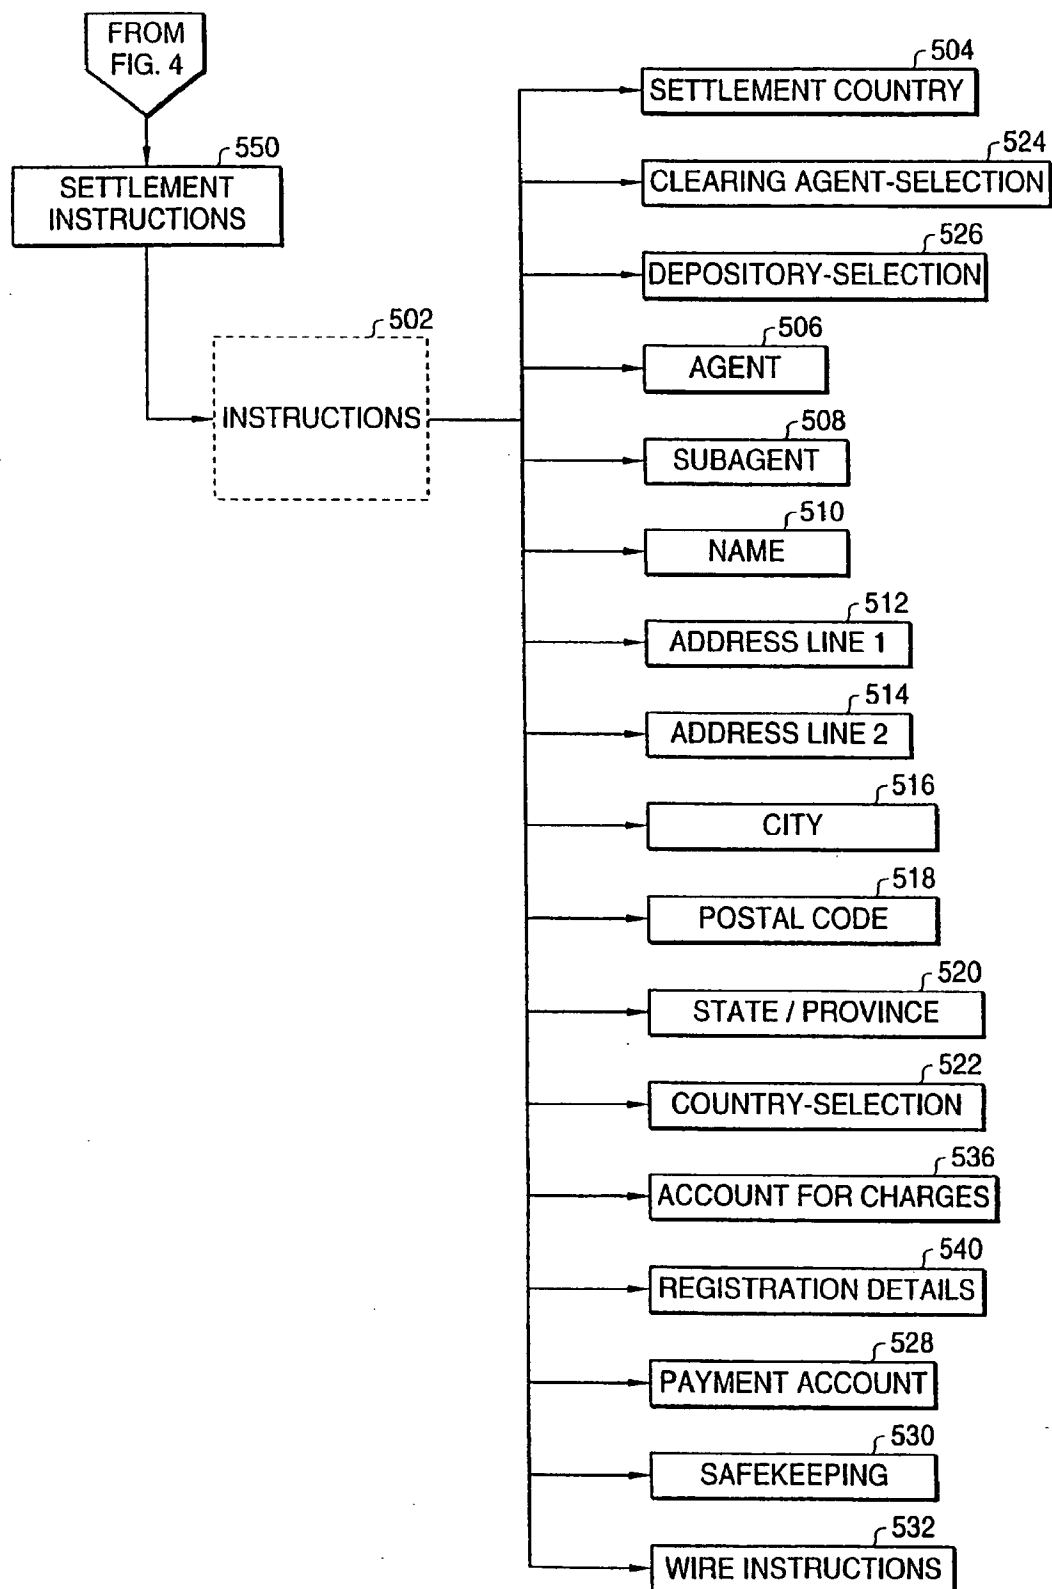 FROM
FIG. 4
550
SETTLEMENT
INSTRUCTIONS
502
INSTRUCTIONS
504
SETTLEMENT COUNTRY
524
CLEARING AGENT-SELECTION
526
DEPOSITORY-SELECTION
506
AGENT
508
SUBAGENT
510
NAME
512
ADDRESS LINE 1
514
ADDRESS LINE 2
516
CITY
518
POSTAL CODE
520
STATE / PROVINCE
522
COUNTRY-SELECTION
536
ACCOUNT FOR CHARGES
540
REGISTRATION DETAILS
528
PAYMENT ACCOUNT
530
SAFEKEEPING
532
WIRE INSTRUCTIONS